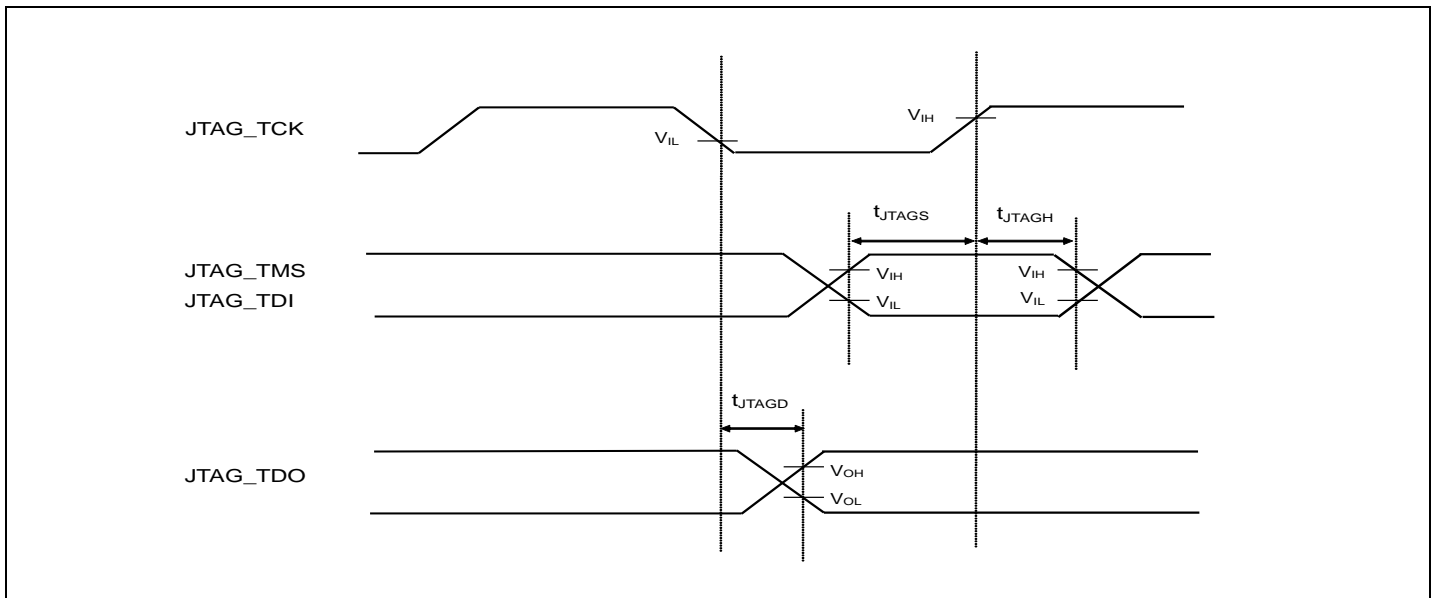 JTAG_TCK
VIL
VIH
tJTAGS
tJTAGH
JTAG_TMS
JTAG_TDI
VIH
VIL
VIH
VIL
tJTAGD
JTAG_TDO
VOH
VOL